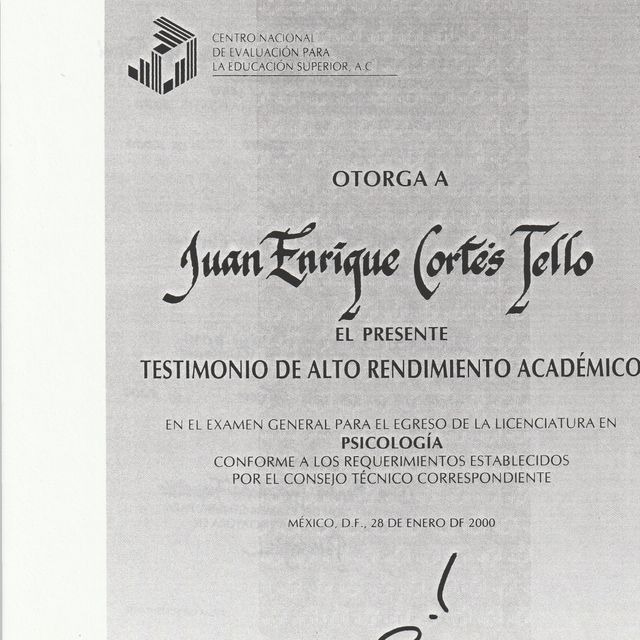 CENTRO NACIONAL
DE EVALUACIÓN PARA
LA EDUCACIÓN SUPERIOR, A.C
OTORGA A
Juan Enrique Cortés Tello
EL PRESENTE
TESTIMONIO DE ALTO RENDIMIENTO ACADÉMICO
EN EL EXAMEN GENERAL PARA EL EGRESO DE LA LICENCIATURA EN
PSICOLOGÍA
CONFORME A LOS REQUERIMIENTOS ESTABLECIDOS
POR EL CONSEJO TÉCNICO CORRESPONDIENTE
MÉXICO, D.F., 28 DE ENERO DE 2000